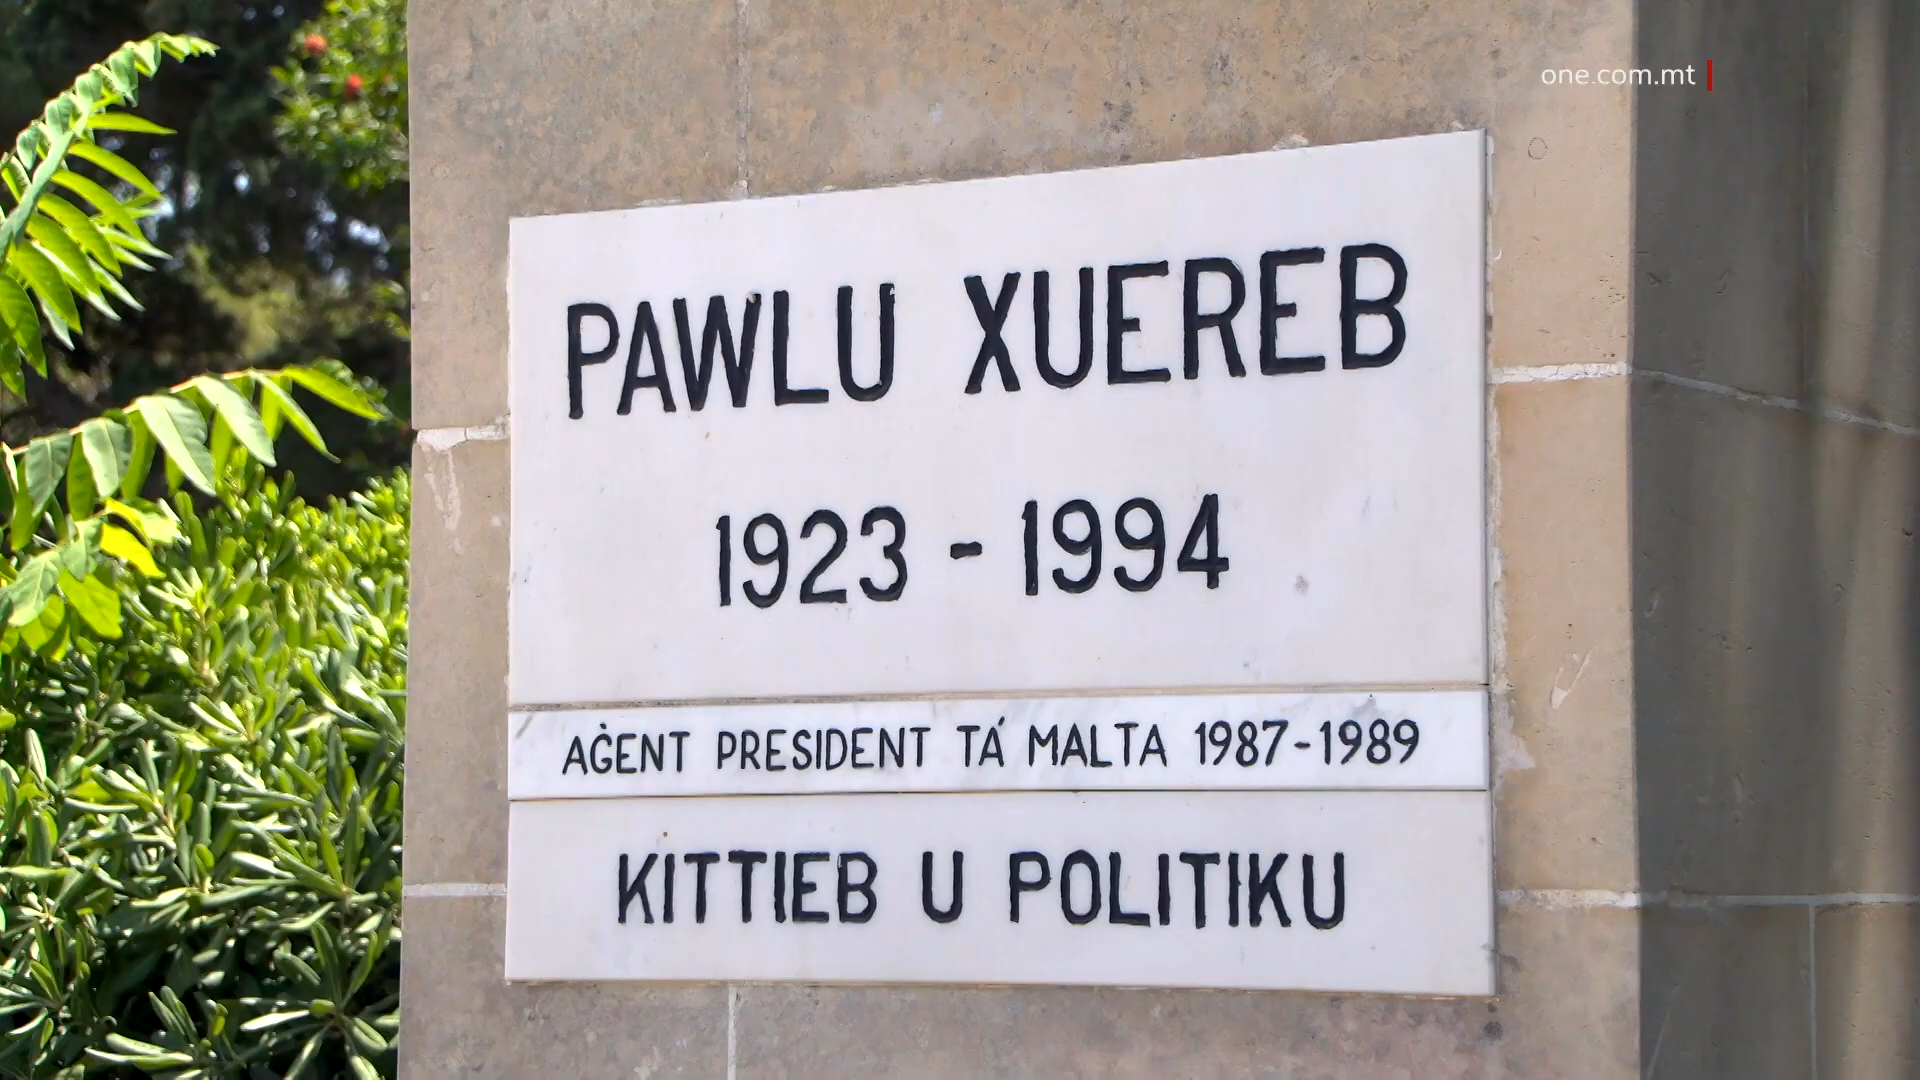 one.com.mt
PAWLU XUEREB
1923 - 1994
AĠENT PRESIDENT TÁ MALTA 1987-1989
KITTIEB U POLITIKU